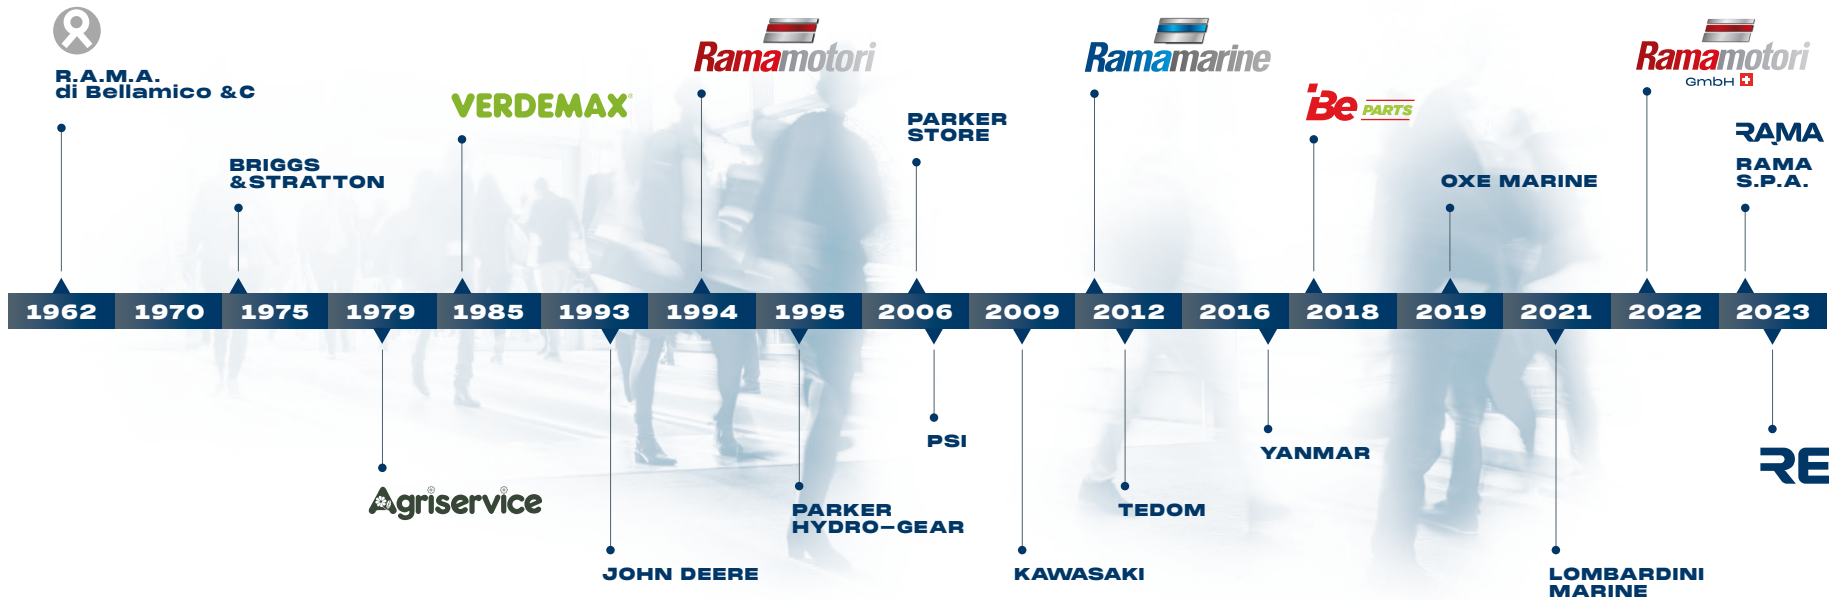 R.A.M.A.
di Bellamico &C
BRIGGS
&STRATTON
VERDEMAX®
Ramamotori
PARKER
STORE
Ramamarine
Be PARTS
OXE MARINE
Ramamotori
GmbH
RAMA
RAMA
S.P.A.
1962 1970 1975 1979 1985 1993 1994 1995 2006 2009 2012 2016 2018 2019 2021 2022 2023
Agriservice
JOHN DEERE
PARKER
HYDRO–GEAR
PSI
KAWASAKI
TEDOM
YANMAR
LOMBARDINI
MARINE
RE